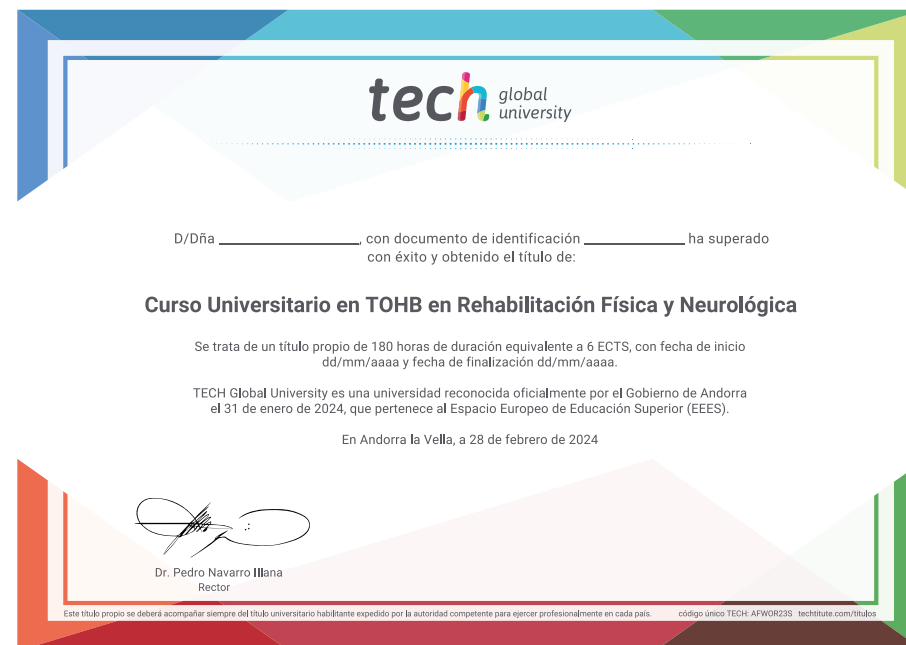 tech global
university
D/Dña ____________________, con documento de identificación ______________ ha superado
con éxito y obtenido el título de:
Curso Universitario en TOHB en Rehabilitación Física y Neurológica
Se trata de un título propio de 180 horas de duración equivalente a 6 ECTS, con fecha de inicio
dd/mm/aaaa y fecha de finalización dd/mm/aaaa.
TECH Global University es una universidad reconocida oficialmente por el Gobierno de Andorra
el 31 de enero de 2024, que pertenece al Espacio Europeo de Educación Superior (EEES).
En Andorra la Vella, a 28 de febrero de 2024
Dr. Pedro Navarro Illana
Rector
Este título propio se deberá acompañar siempre del título universitario habilitante expedido por la autoridad competente para ejercer profesionalmente en cada país. código único TECH: AFWOR23S techtitute.com/titulos